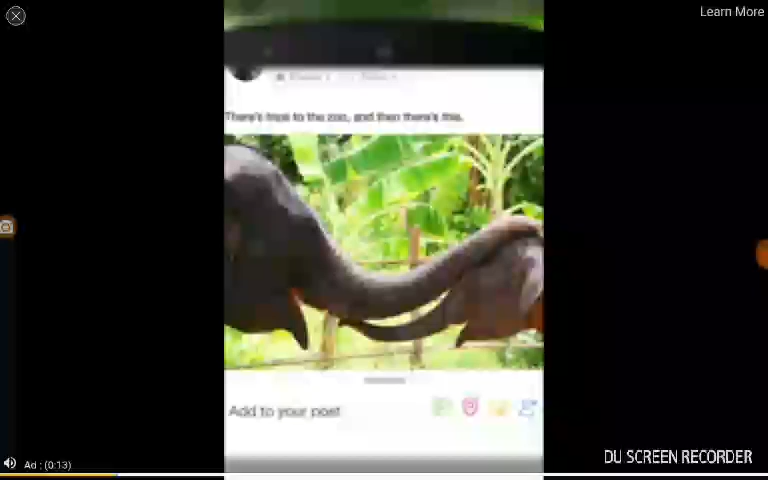 Learn More
There's trips to the zoo, and then there's this.
Add to your post
Ad : (0:13)
DU SCREEN RECORDER